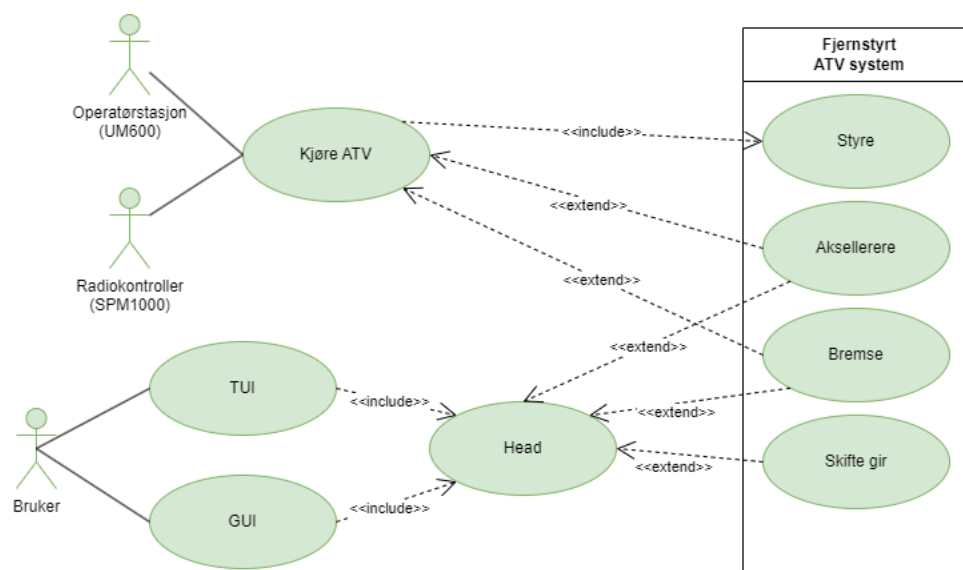 Fjernstyrt
ATV system
Operatørstasjon
(UM600)
Kjøre ATV
<<include>>
Styre
<<extend>>
Aksellerere
Radiokontroller
(SPM1000)
<<extend>>
<<extend>>
Bremse
TUI
<<include>>
<<extend>>
Head
Skifte gir
<<extend>>
Bruker
GUI
<<include>>